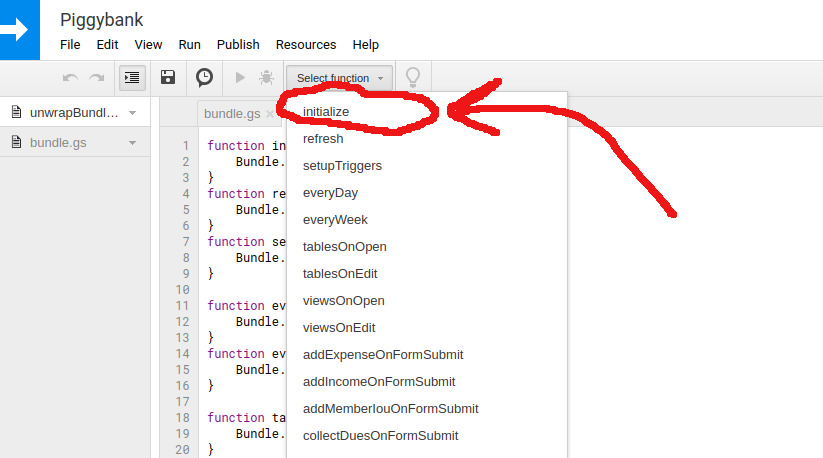 Piggybank
File Edit View Run Publish Resources Help
Select function
unwrapBundl...
bundle.gs
bundle.gs
initialize
refresh
setupTriggers
everyDay
everyWeek
tablesOnOpen
tablesOnEdit
viewsOnOpen
viewsOnEdit
addExpenseOnFormSubmit
addIncomeOnFormSubmit
addMemberIouOnFormSubmit
collectDuesOnFormSubmit
1 function in
2 Bundle.
3 }
4 function re
5 Bundle.
6 }
7 function se
8 Bundle.
9 }
10
11 function ev
12 Bundle.
13 }
14 function ev
15 Bundle.
16 }
17
18 function ta
19 Bundle.
20 }